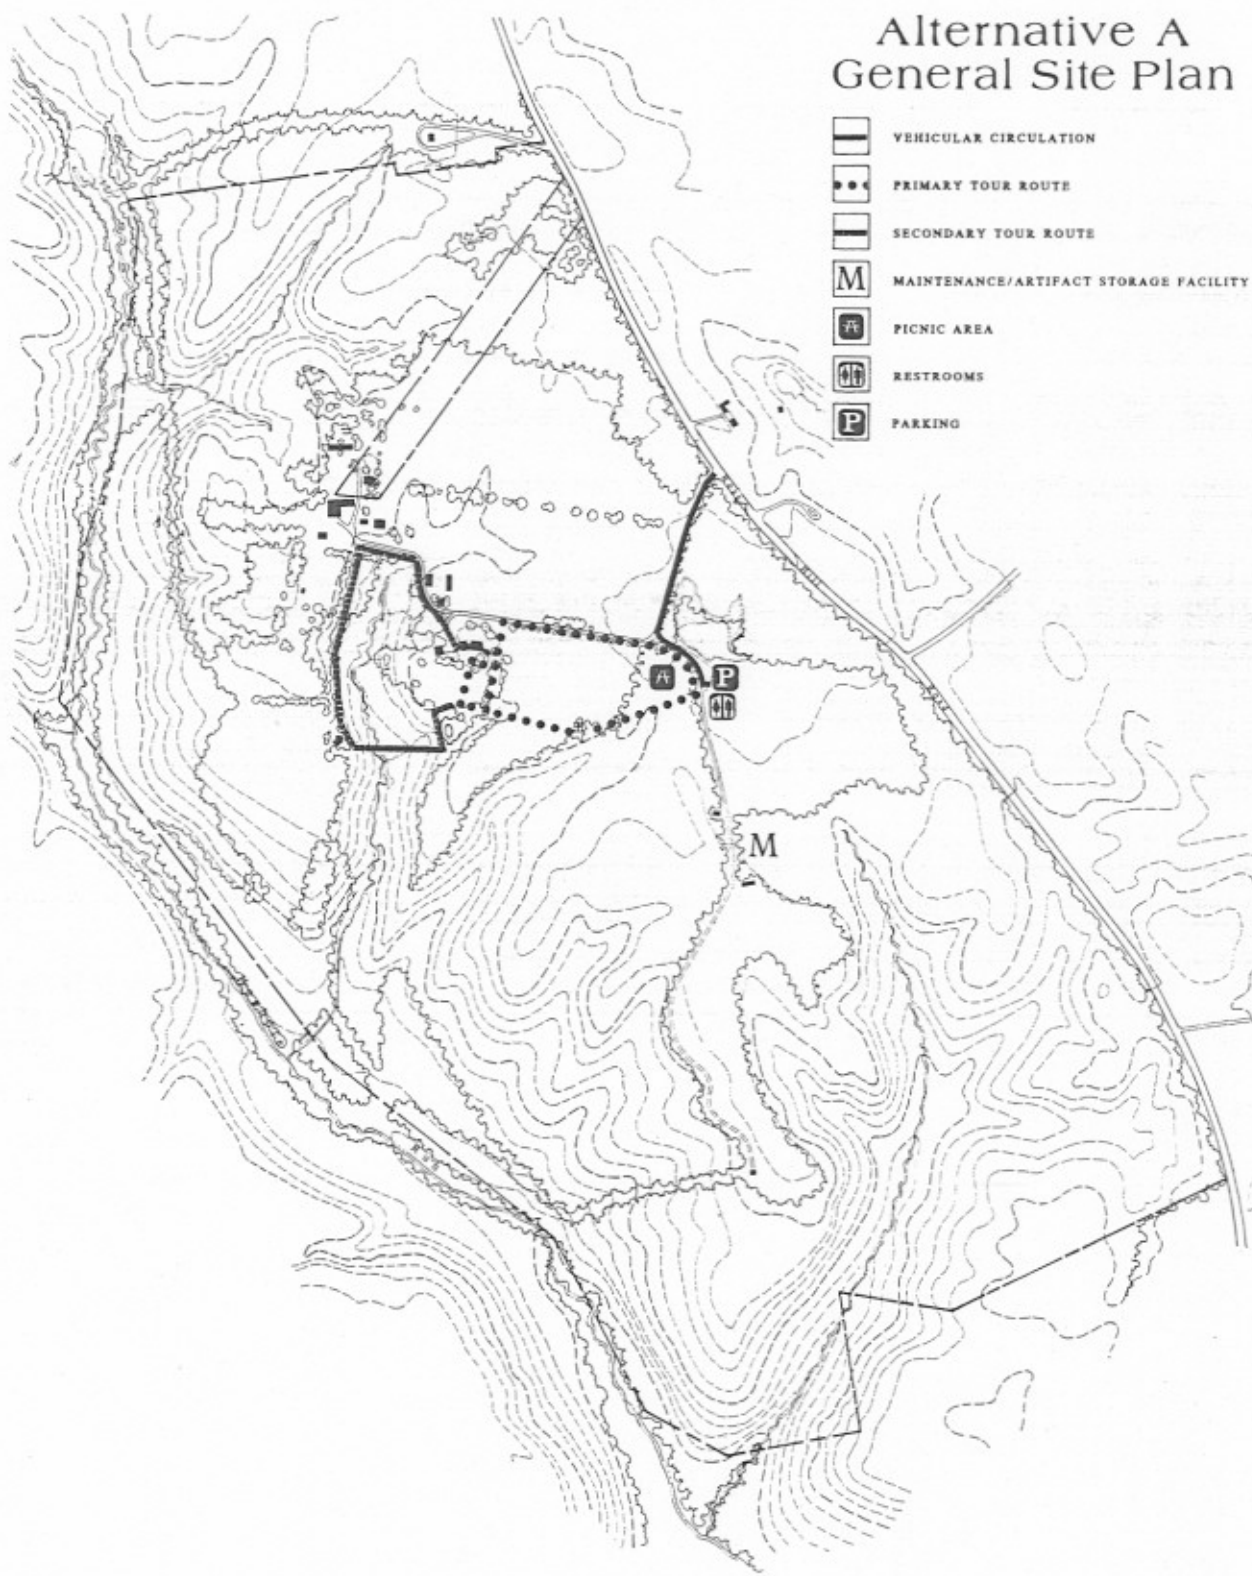 Alternative A
General Site Plan
VEHICULAR CIRCULATION
PRIMARY TOUR ROUTE
SECONDARY TOUR ROUTE
M MAINTENANCE/ARTIFACT STORAGE FACILITY
PICNIC AREA
RESTROOMS
P PARKING
P
M